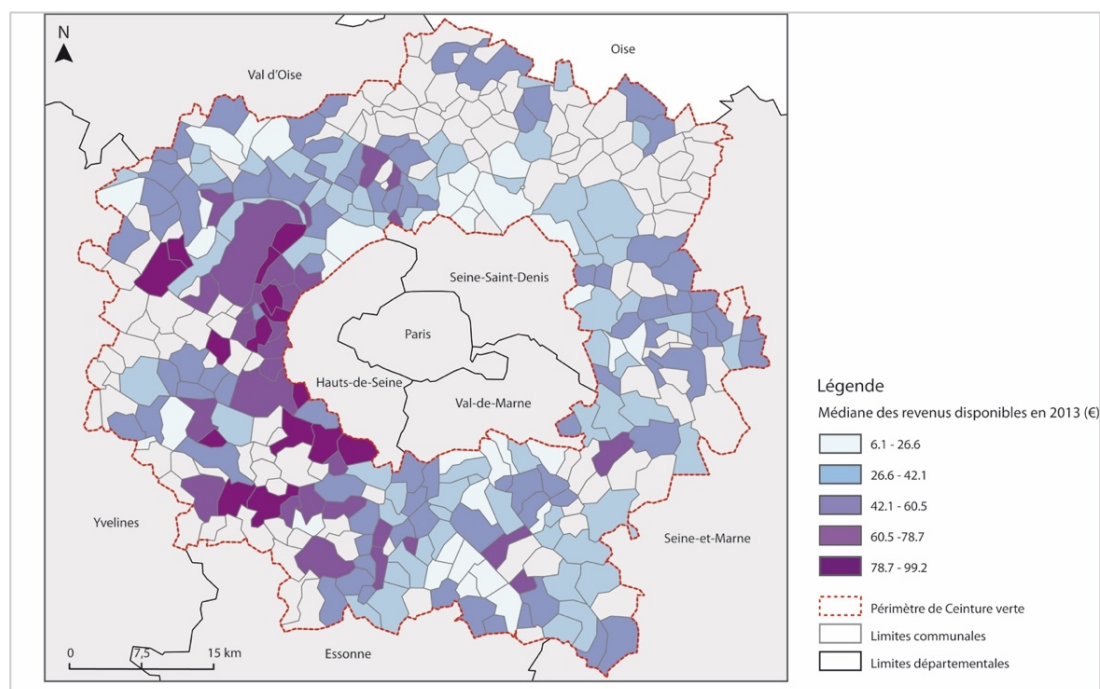 N
Oise
Val d'Oise
Seine-Saint-Denis
Paris
Hauts-de-Seine
Val-de-Marne
Yvelines
Seine-et-Marne
Essonne
0 7,5 15 km
Légende
Médiane des revenus disponibles en 2013 (€)
6.1 - 26.6
26.6 - 42.1
42.1 - 60.5
60.5 -78.7
78.7 - 99.2
Périmètre de Ceinture verte
Limites communales
Limites départementales